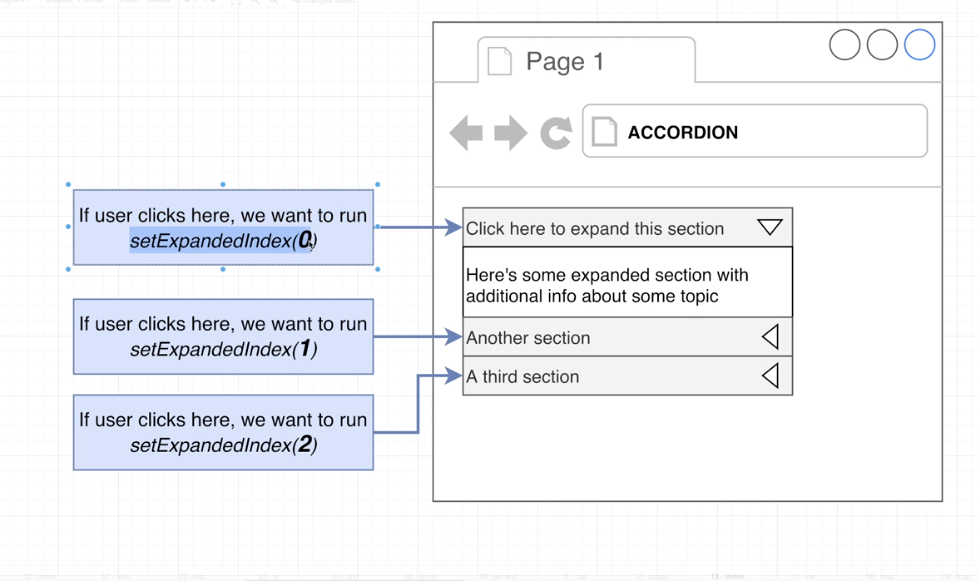 Page 1
ACCORDION
If user clicks here, we want to run
setExpandedIndex(0)
Click here to expand this section
Here's some expanded section with
additional info about some topic
If user clicks here, we want to run
setExpandedIndex(1)
Another section
A third section
If user clicks here, we want to run
setExpandedIndex(2)